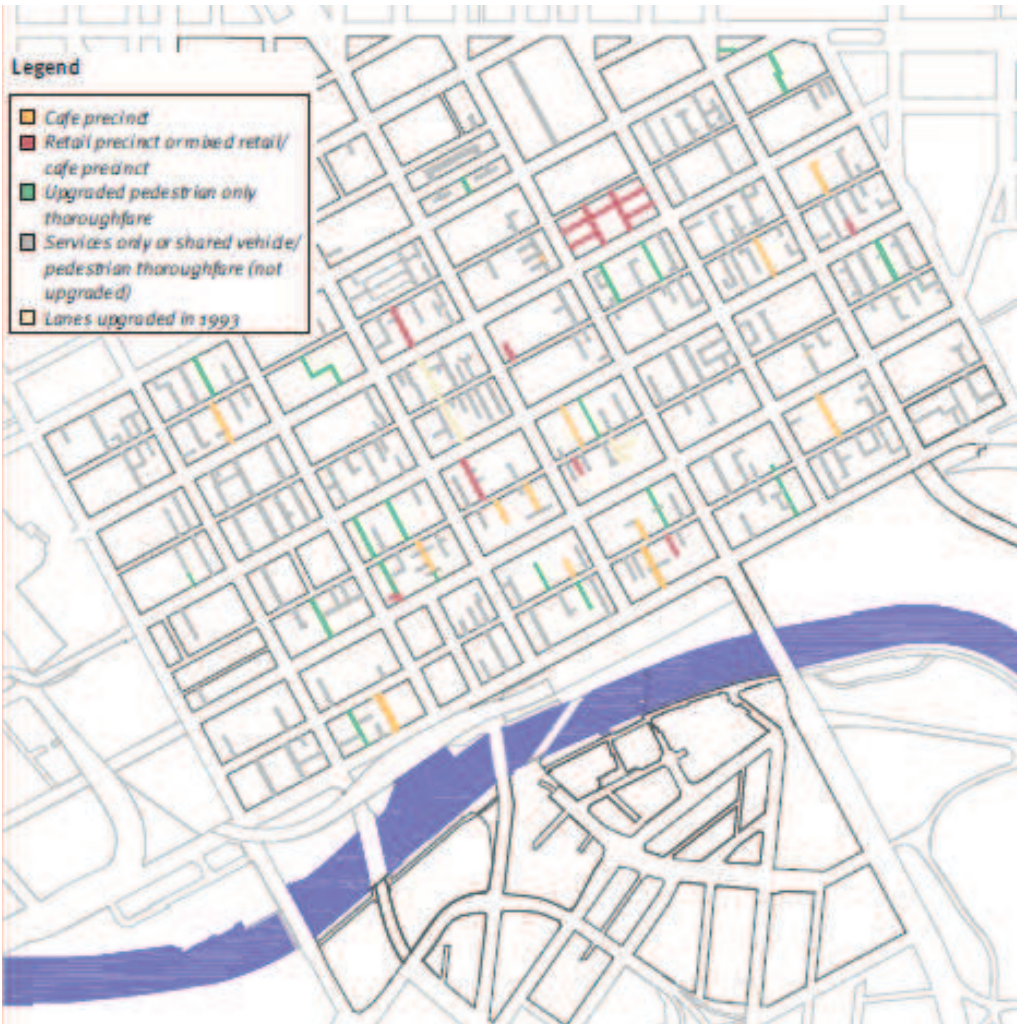 Legend
Cafe precinct
Retail precinct or mixed retail/
cafe precinct
Upgraded pedestrian only
thoroughfare
Services only or shared vehicle/
pedestrian thoroughfare (not
upgraded)
Lanes upgraded in 1993